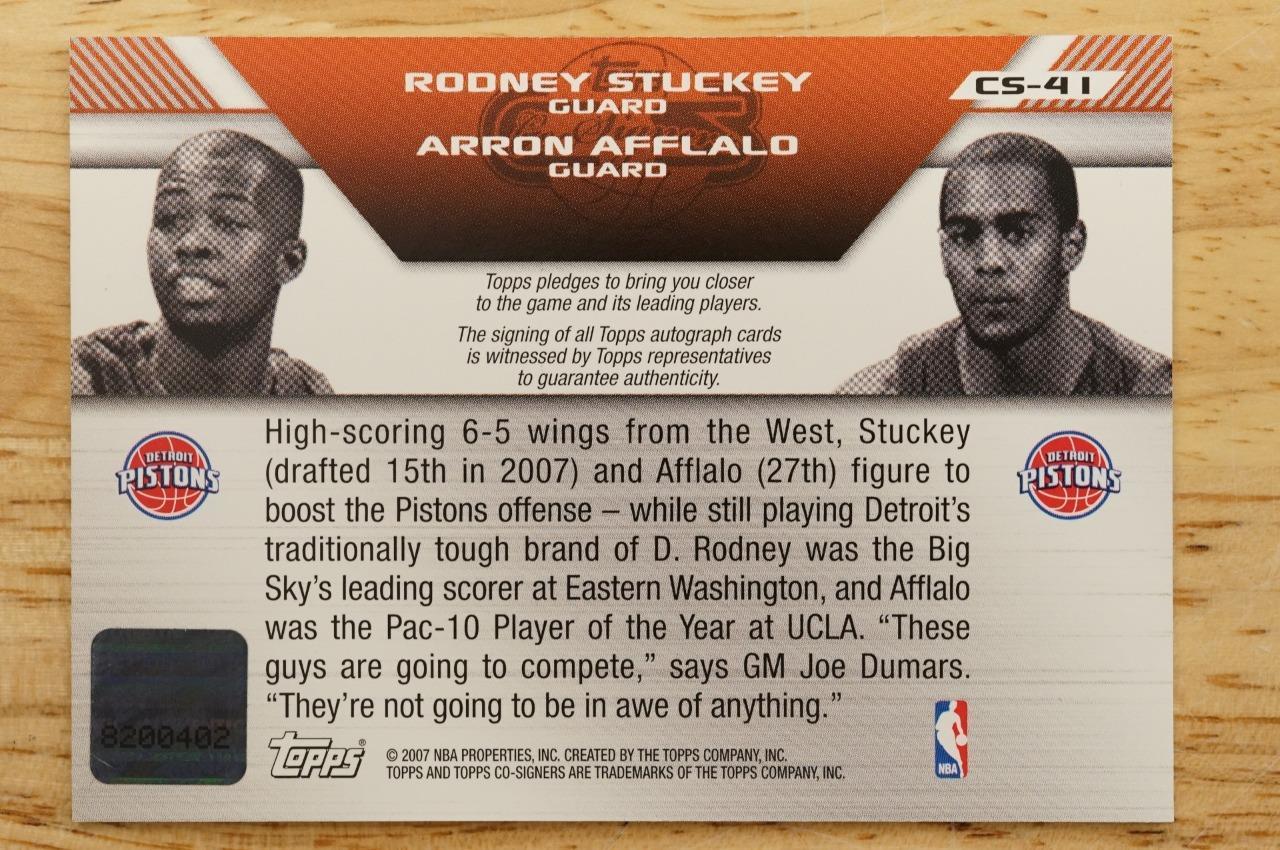 RODNEY STUCKEY
GUARD
ARRON AFFLALO
GUARD
CS-41
Topps pledges to bring you closer
to the game and its leading players.
The signing of all Topps autograph cards
is witnessed by Topps representatives
to guarantee authenticity.
DETROIT
PISTONS
DETROIT
PISTONS
High-scoring 6-5 wings from the West, Stuckey
(drafted 15th in 2007) and Afflalo (27th) figure to
boost the Pistons offense – while still playing Detroit’s
traditionally tough brand of D. Rodney was the Big
Sky’s leading scorer at Eastern Washington, and Afflalo
was the Pac-10 Player of the Year at UCLA. “These
guys are going to compete,” says GM Joe Dumars.
“They’re not going to be in awe of anything.”
8200402
Topps®
© 2007 NBA PROPERTIES, INC. CREATED BY THE TOPPS COMPANY, INC.
TOPPS AND TOPPS CO-SIGNERS ARE TRADEMARKS OF THE TOPPS COMPANY, INC.
NBA